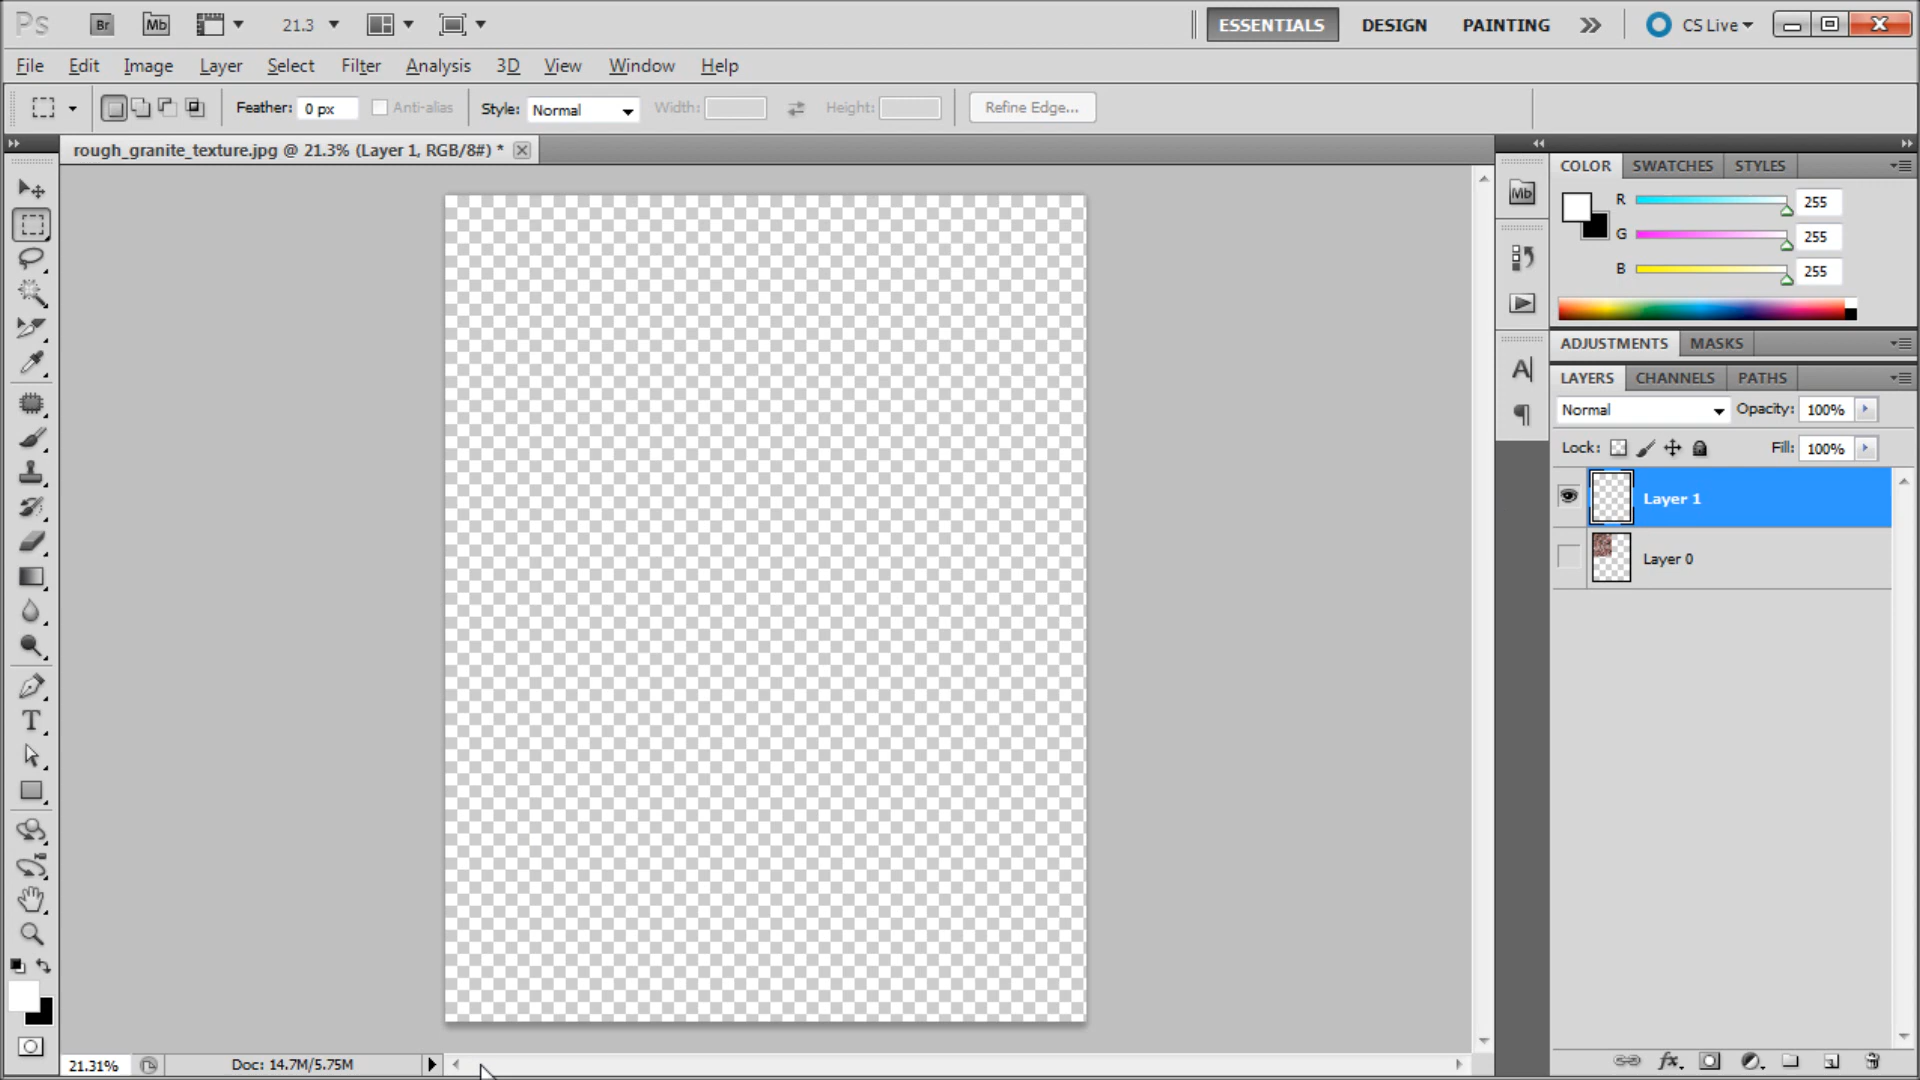 Ps Br Mb 21.3 ESSENTIALS DESIGN PAINTING CS Live
File Edit Image Layer Select Filter Analysis 3D View Window Help
Feather: 0 px Anti-alias Style: Normal Width: Height: Refine Edge...
rough_granite_texture.jpg @ 21.3% (Layer 1, RGB/8#) *
COLOR SWATCHES STYLES
Mb
R 255
G 255
B 255
ADJUSTMENTS MASKS
LAYERS CHANNELS PATHS
Normal Opacity: 100%
Lock: Fill: 100%
Layer 1
Layer 0
21.31% Doc: 14.7M/5.75M